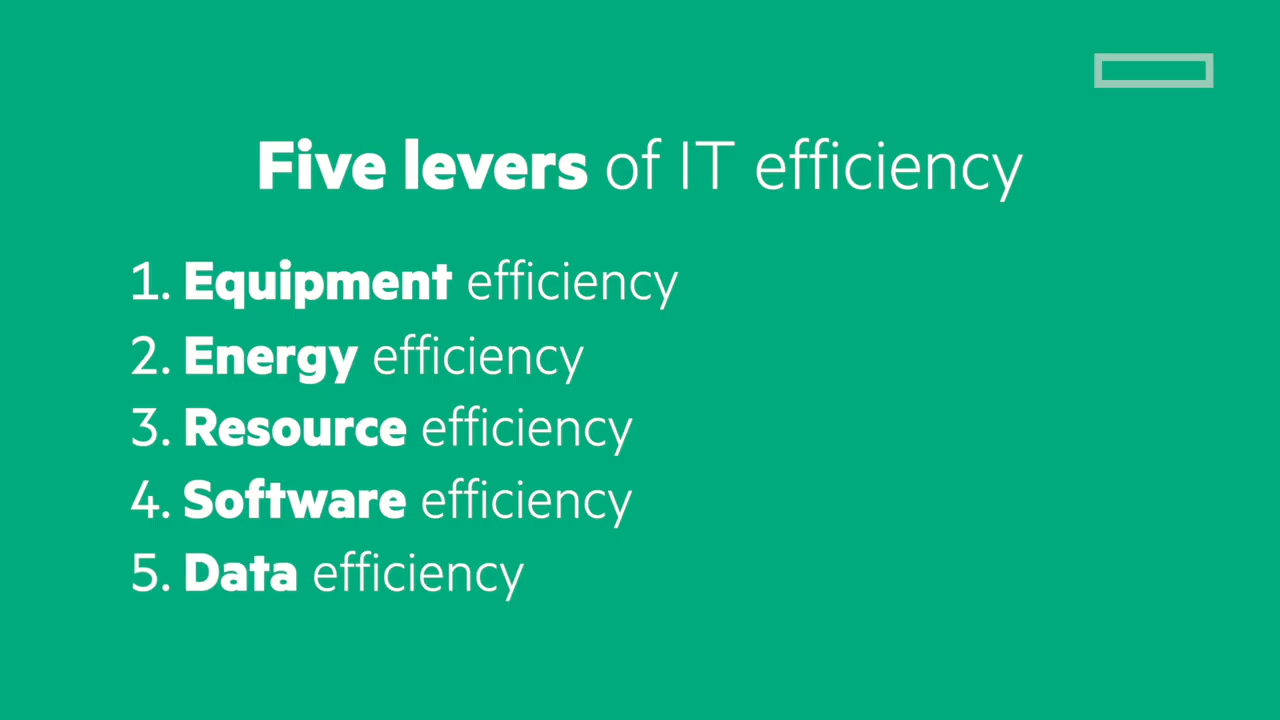 Five levers of IT efficiency
1. Equipment efficiency
2. Energy efficiency
3. Resource efficiency
4. Software efficiency
5. Data efficiency